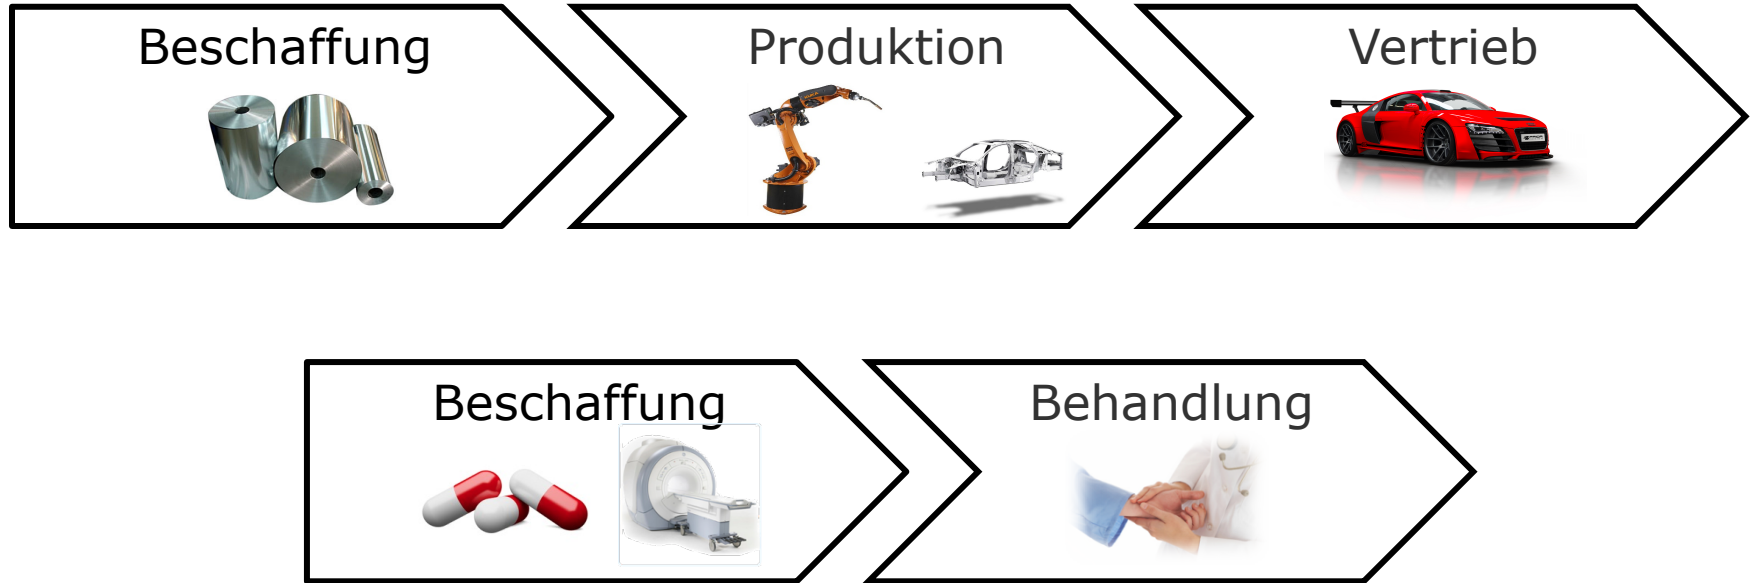 Beschaffung
Produktion
Vertrieb
Beschaffung
Behandlung